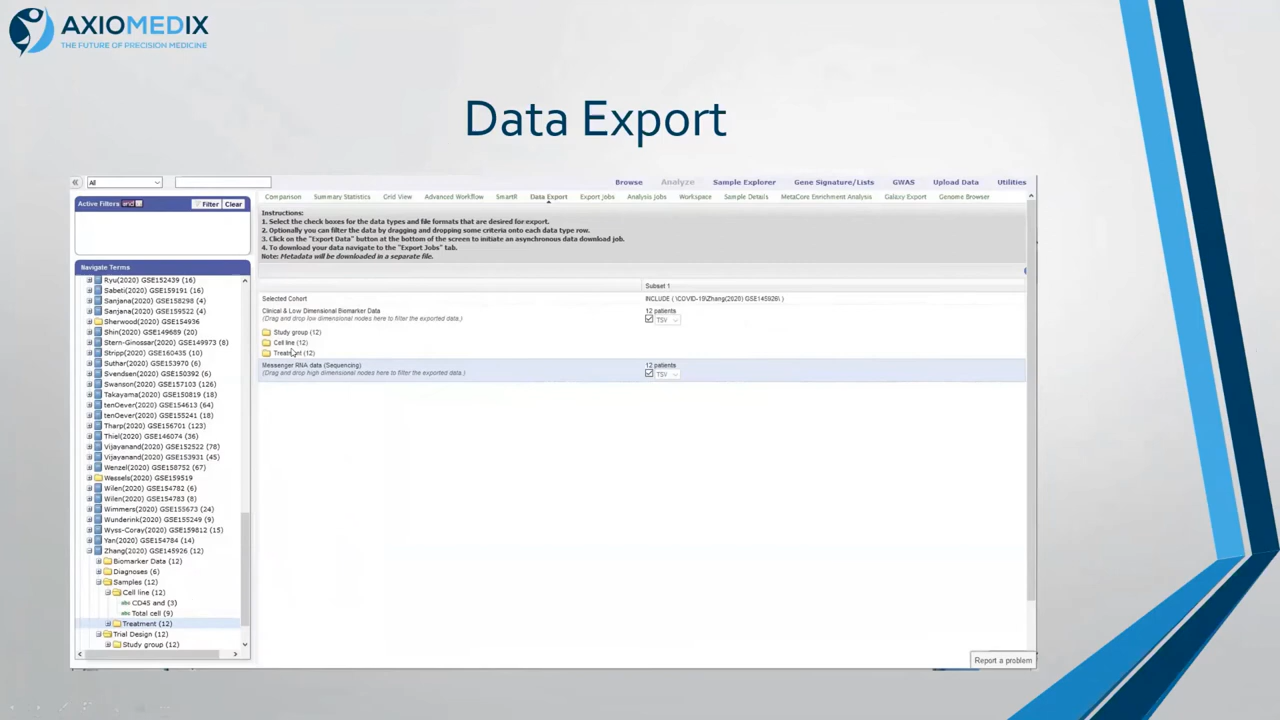 AXIOMEDIX
THE FUTURE OF PRECISION MEDICINE
Data Export
All
Browse Analyze Sample Explorer Gene Signature/Lists GWAS Upload Data Utilities
Active Filters and Filter Clear
Comparison Summary Statistics Grid View Advanced Workflow SmartR Data Export Export Jobs Analysis Jobs Workspace Sample Details MetaCore Enrichment Analysis Galaxy Export Genome Browser
Instructions:
1. Select the check boxes for the data types and file formats that are desired for export.
2. Optionally you can filter the data by dragging and dropping some criteria onto each data type row.
3. Click on the "Export Data" button at the bottom of the screen to initiate an asynchronous data download job.
4. To download your data navigate to the "Export Jobs" tab.
Note: Metadata will be downloaded in a separate file.
Subset 1
Selected Cohort INCLUDE ( \COVID-19\Zhang(2020) GSE145926\ )
Clinical & Low Dimensional Biomarker Data 12 patients
(Drag and drop low dimensional nodes here to filter the exported data.) TSV
Study group (12)
Cell line (12)
Treatment (12)
Messenger RNA data (Sequencing) 12 patients
(Drag and drop high dimensional nodes here to filter the exported data.) TSV
Navigate Terms
Ryu(2020) GSE152439 (16)
Sabeti(2020) GSE159191 (16)
Sanjana(2020) GSE158298 (4)
Sanjana(2020) GSE159522 (4)
Sherwood(2020) GSE154936
Shin(2020) GSE149689 (20)
Stern-Ginossar(2020) GSE149973 (8)
Stripp(2020) GSE160435 (10)
Suthar(2020) GSE153970 (6)
Svendsen(2020) GSE150392 (6)
Swanson(2020) GSE157103 (126)
Takayama(2020) GSE150819 (18)
tenOever(2020) GSE154613 (64)
tenOever(2020) GSE155241 (18)
Tharp(2020) GSE156701 (123)
Thiel(2020) GSE146074 (36)
Vijayanand(2020) GSE152522 (78)
Vijayanand(2020) GSE153931 (45)
Wenzel(2020) GSE158752 (67)
Wessels(2020) GSE159519
Wilen(2020) GSE154782 (6)
Wilen(2020) GSE154783 (8)
Wimmers(2020) GSE155673 (24)
Wunderink(2020) GSE155249 (9)
Wyss-Coray(2020) GSE159812 (15)
Yan(2020) GSE154784 (14)
Zhang(2020) GSE145926 (12)
Biomarker Data (12)
Diagnoses (6)
Samples (12)
Cell line (12)
abc CD45 and (3)
abc Total cell (9)
Treatment (12)
Trial Design (12)
Study group (12)
Report a problem